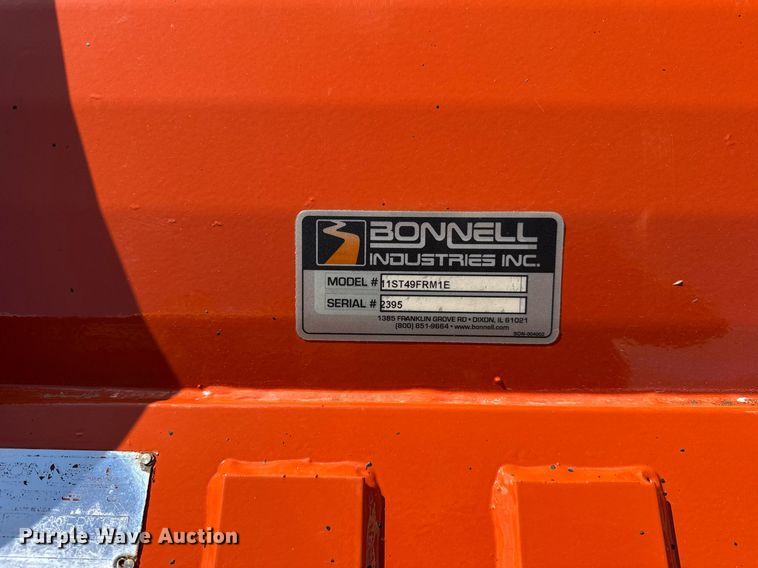 BONNELL
INDUSTRIES INC.
MODEL # 11ST49FRM1E
SERIAL # 2395
1385 FRANKLIN GROVE RD • DIXON, IL 61021
(800) 851-9664 • www.bonnell.com
Purple Wave Auction